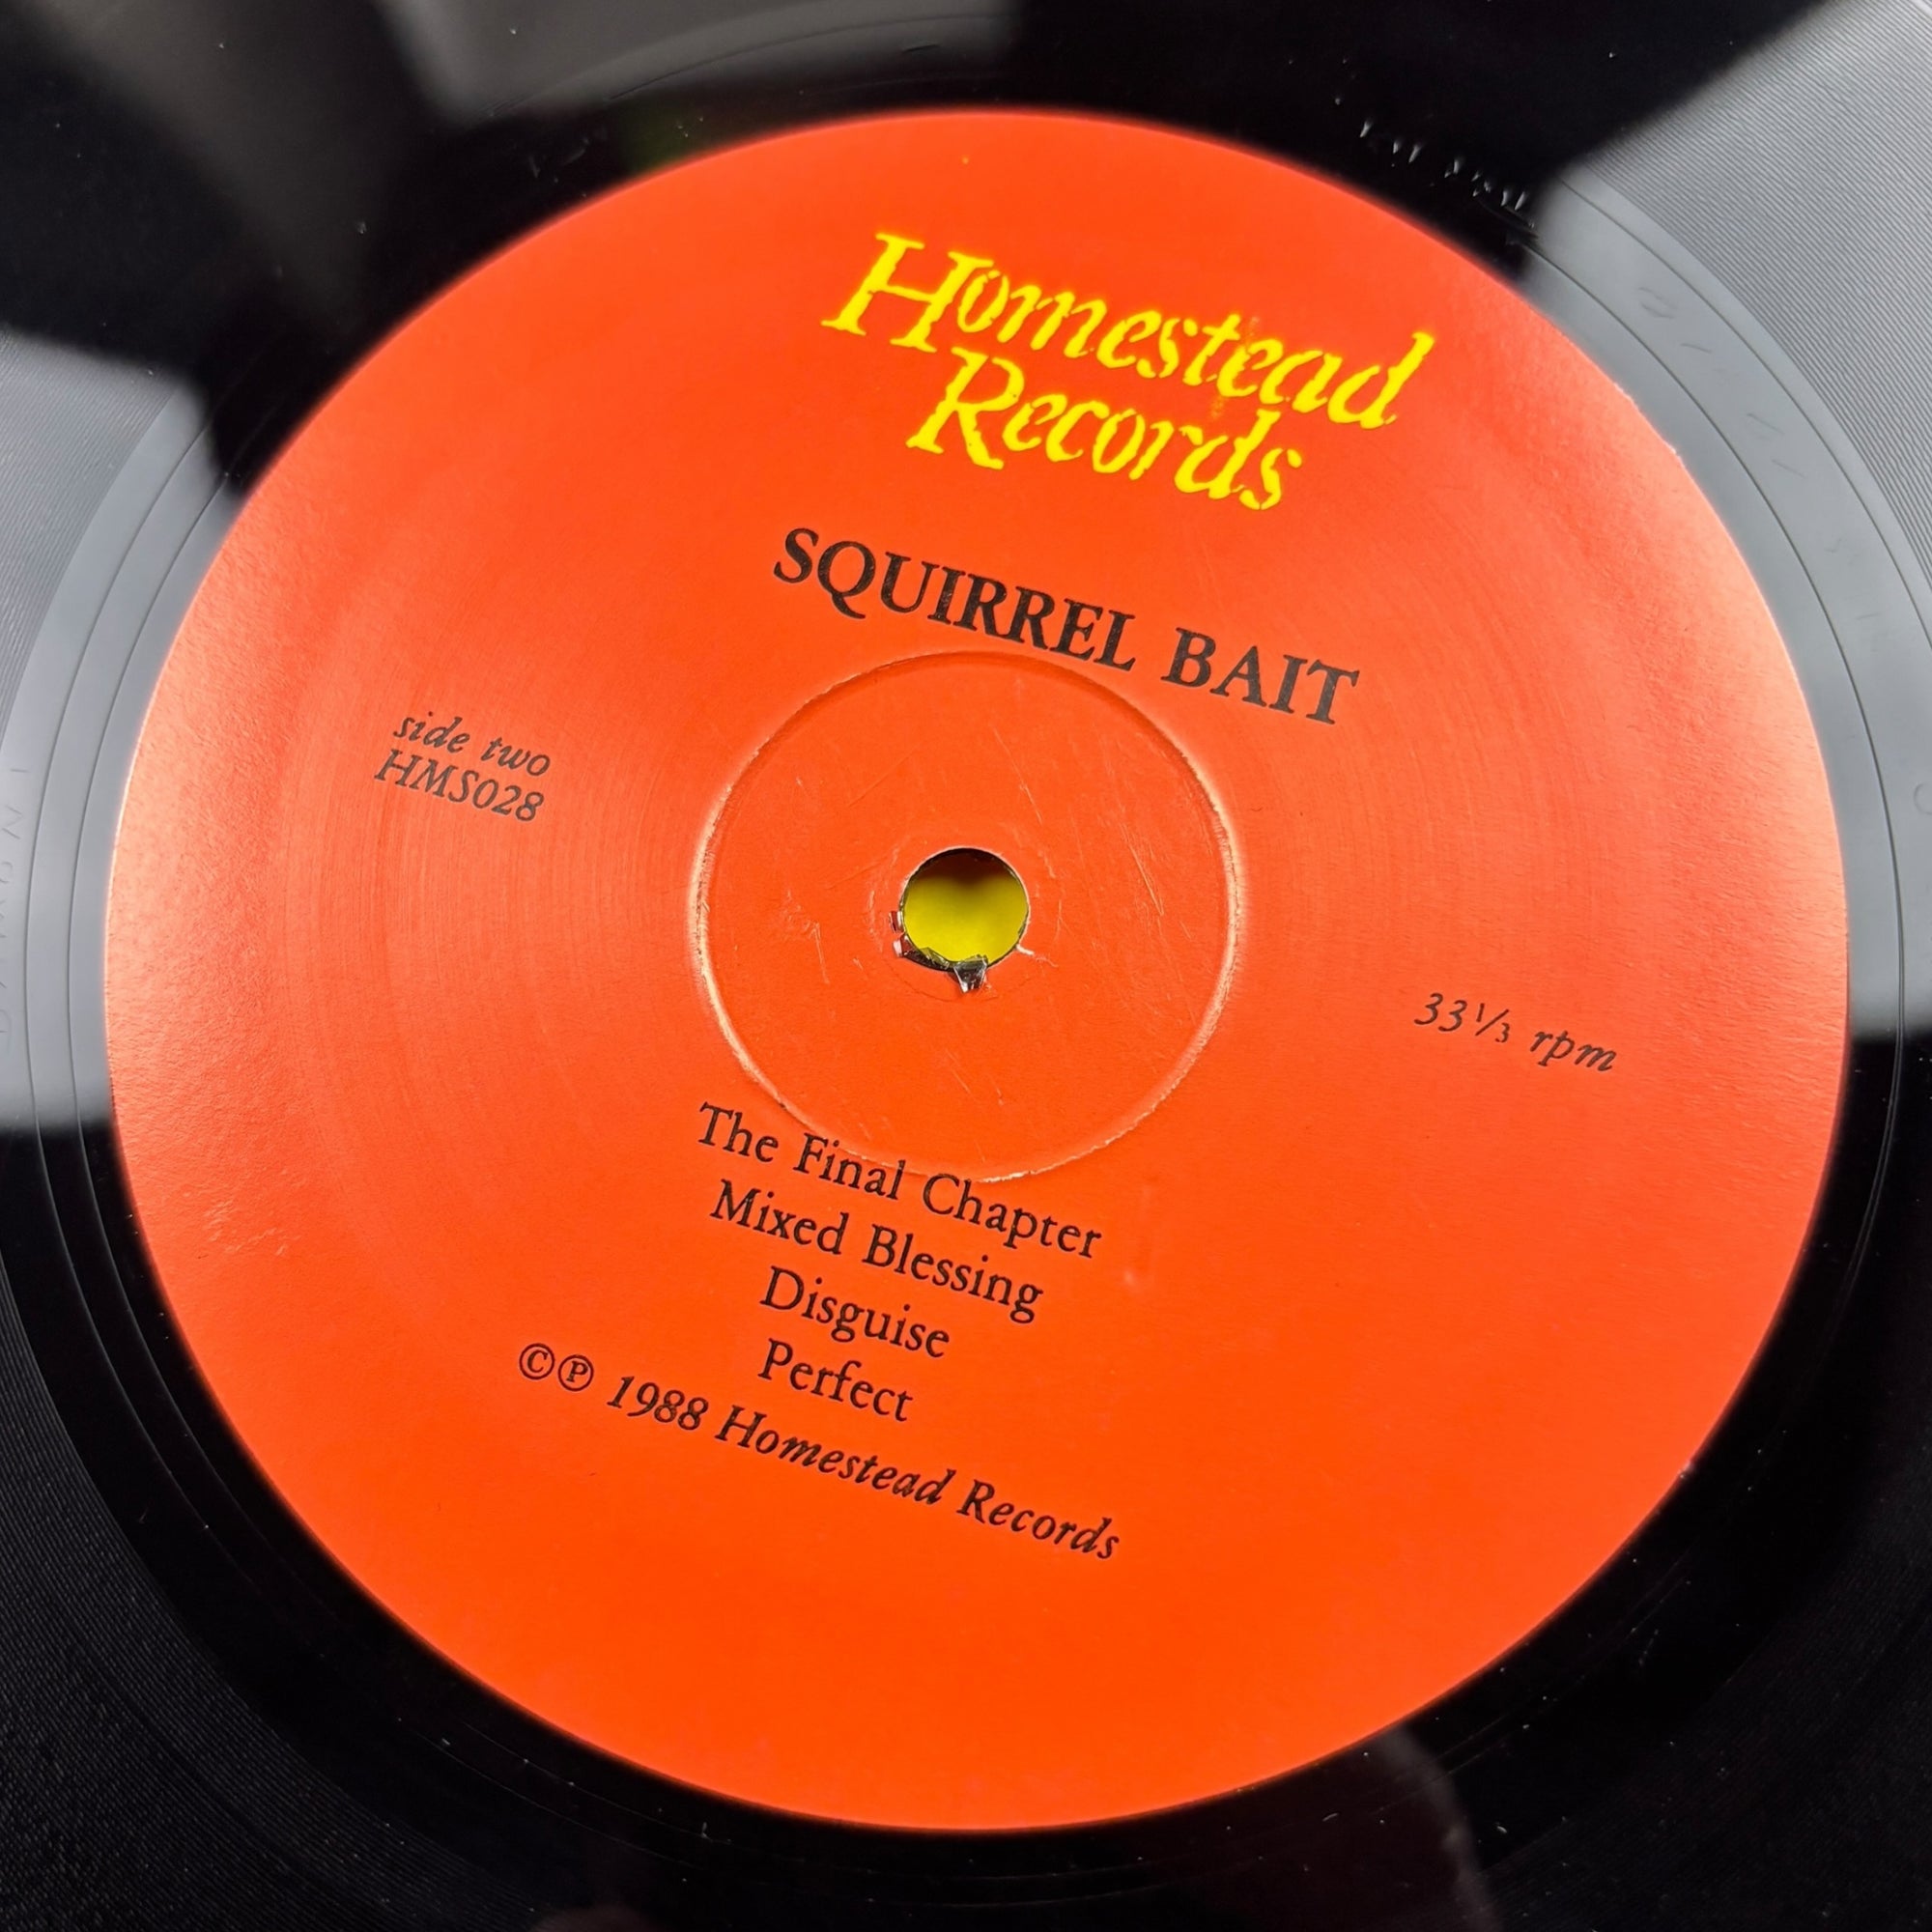 Homestead
Records
SQUIRREL BAIT
side two
HMS028
33⅓ rpm
The Final Chapter
Mixed Blessing
Disguise
Perfect
©℗ 1988 Homestead Records